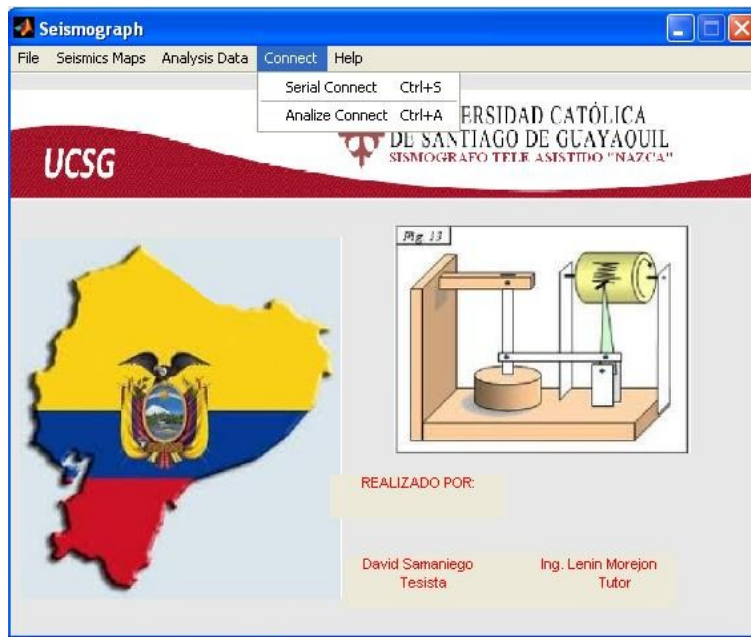 Seismograph
File Seismics Maps Analysis Data Connect Help
Serial Connect Ctrl+S
Analize Connect Ctrl+A
ERSIDAD CATÓLICA
DE SANTIAGO DE GUAYAQUIL
SISMOGRAFO TELE ASISTIDO "NAZCA"
UCSG
Fig 13
REALIZADO POR:
David Samaniego Ing. Lenin Morejon
Tesista Tutor